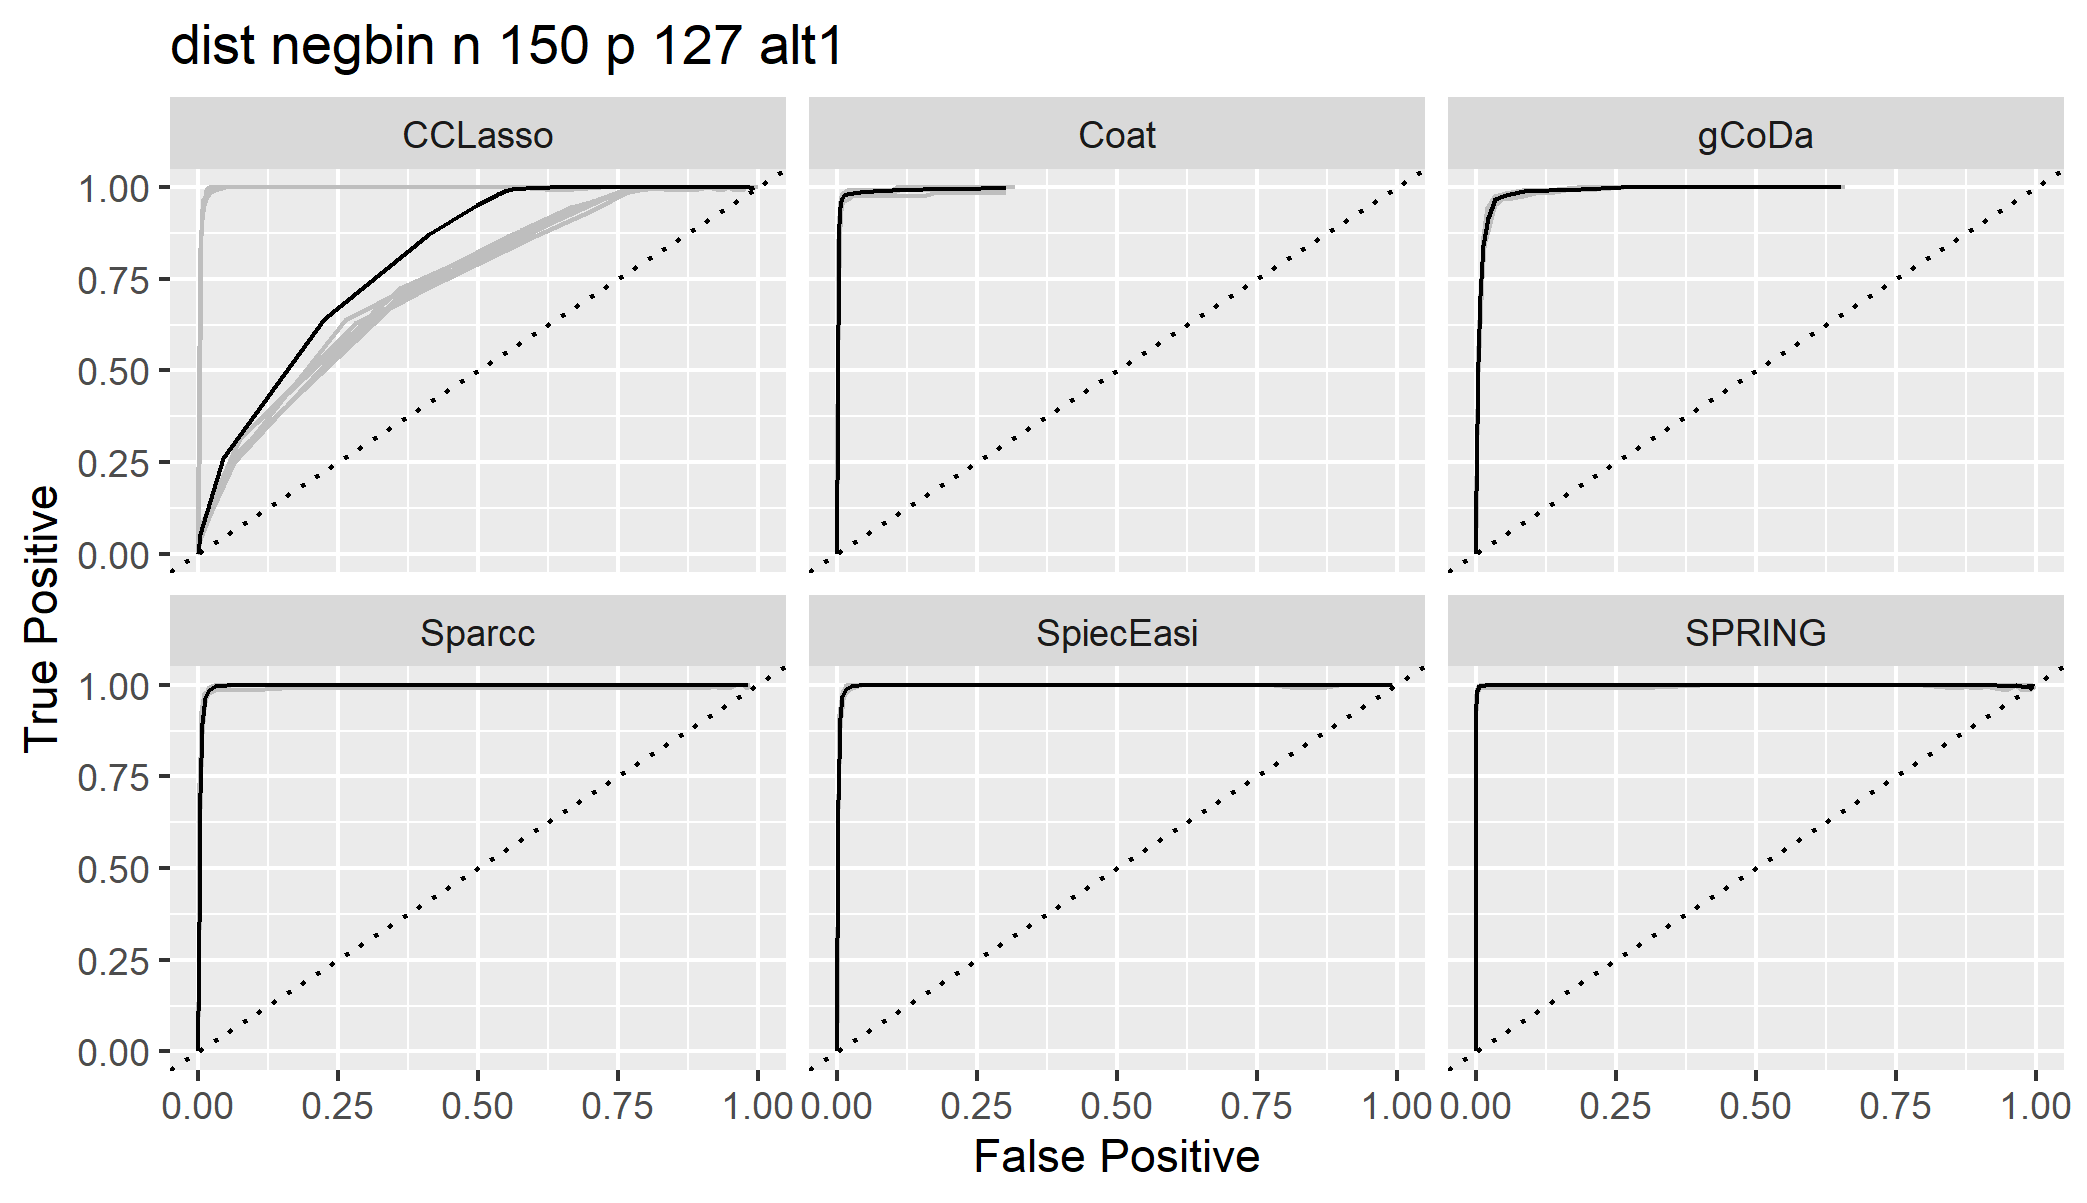 dist negbin n 150 p 127 alt1
CCLasso
Coat
gCoDa
1.00
0.75
0.50
0.25
0.00
Sparcc
SpiecEasi
SPRING
1.00
0.75
0.50
0.25
0.00
True Positive
0.00 0.25 0.50 0.75 1.00
0.00 0.25 0.50 0.75 1.00
0.00 0.25 0.50 0.75 1.00
False Positive